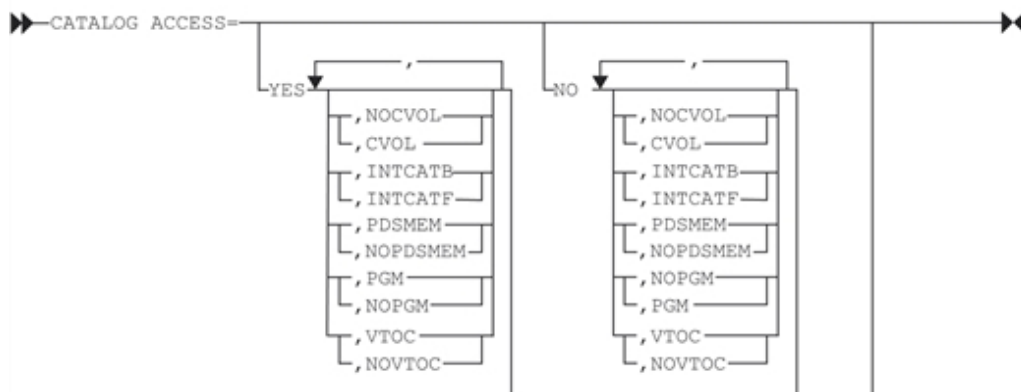 CATALOG ACCESS=
, ,
YES NO
,NOCVOL ,NOCVOL
,CVOL ,CVOL
,INTCATB ,INTCATB
,INTCATF ,INTCATF
,PDSMEM ,PDSMEM
,NOPDSMEM ,NOPDSMEM
,PGM ,NOPGM
,NOPGM ,PGM
,VTOC ,VTOC
,NOVTOC ,NOVTOC